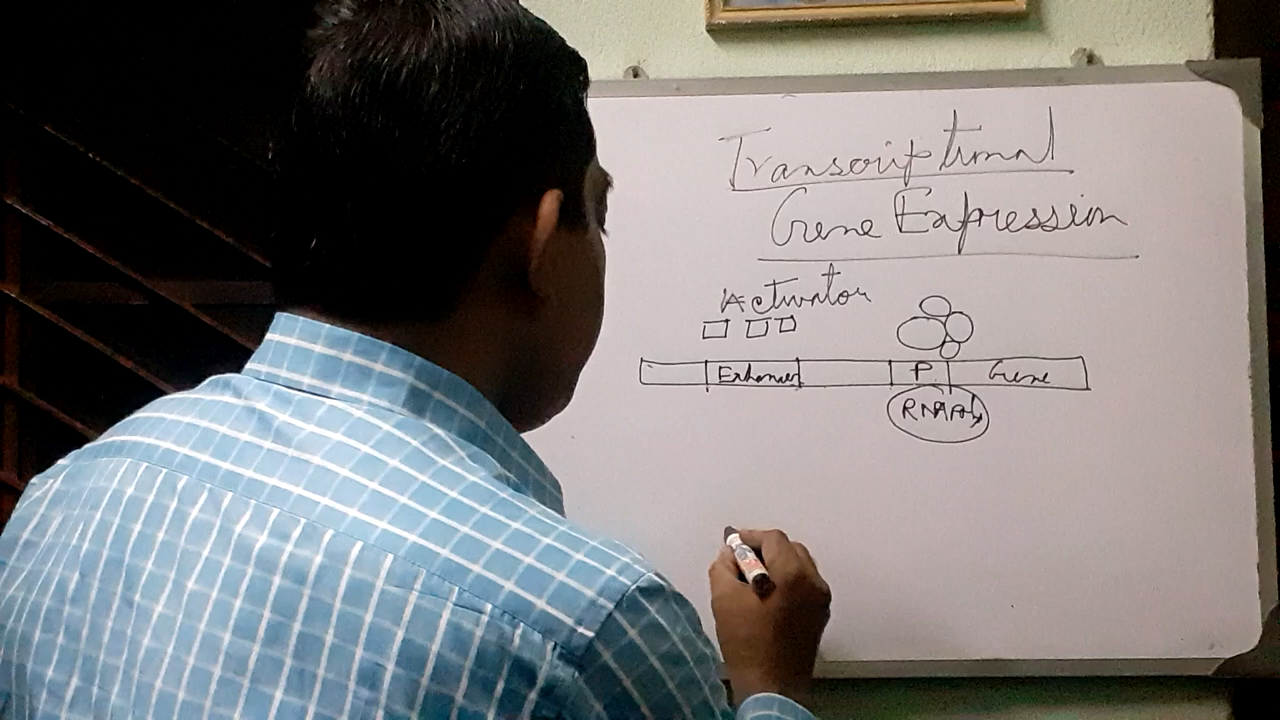 Transcriptional
Gene Expression
Activator
Enhancer P Gene
RNAPol